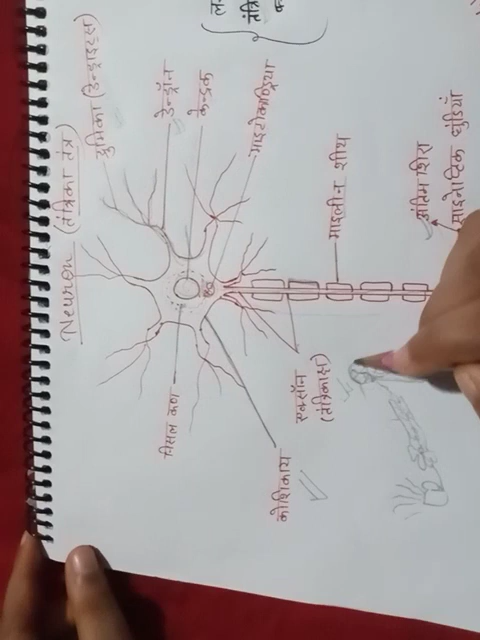 Neuron (तंत्रिका तंत्र)
द्रुमिका (डेन्ड्राइट्स)
डेन्ड्रॉन
केन्द्रक
माइटोकाण्ड्रिया
माइलीन शीथ
अंतिम शिरा
साइनेप्टिक घुंडियाँ
निसल कण
एक्सॉन
(तंत्रिकाक्ष)
कोशिकाय